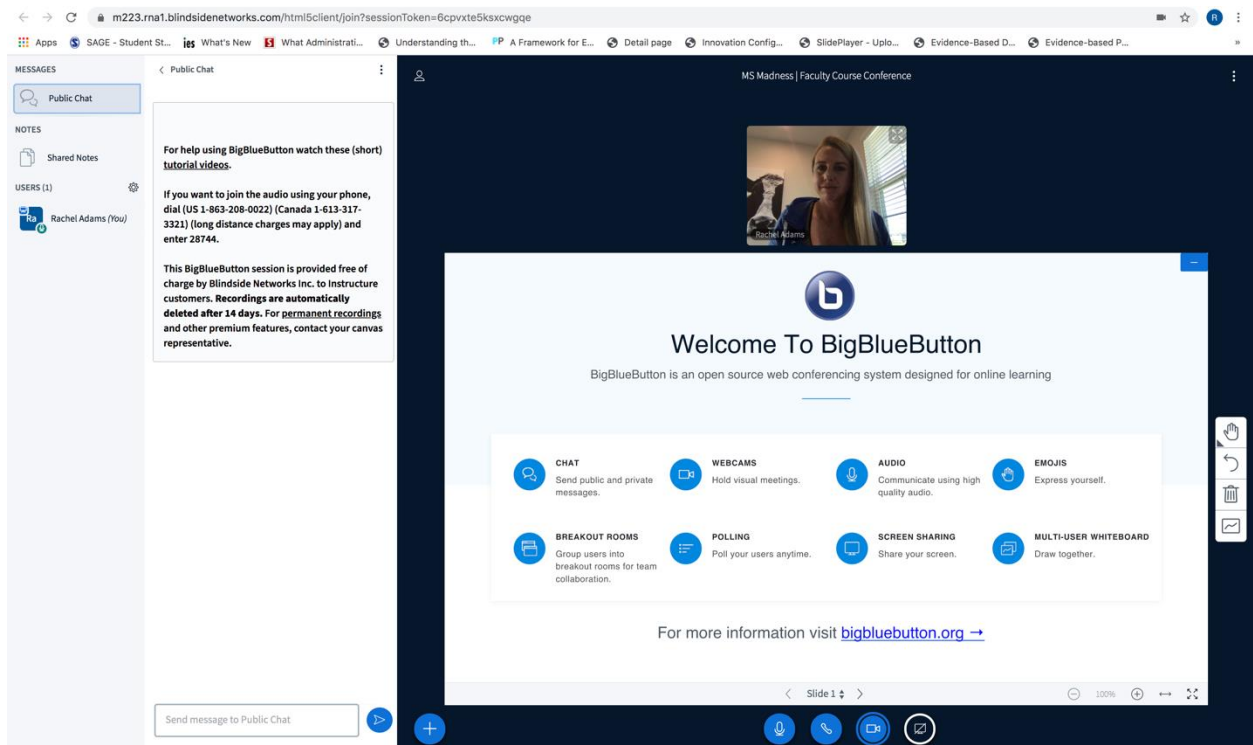 m223.rna1.blindsidenetworks.com/html5client/join?sessionToken=6cpvxte5ksxcwgqe
R
Apps
SAGE - Student St...
ies What's New
S What Administrati...
Understanding th...
PP A Framework for E...
Detail page
Innovation Config...
SlidePlayer - Uplo...
Evidence-Based D...
Evidence-based P...
»
MESSAGES
Public Chat
NOTES
Shared Notes
USERS (1)
Ra
Rachel Adams (You)
Public Chat
For help using BigBlueButton watch these (short)
tutorial videos.
If you want to join the audio using your phone,
dial (US 1-863-208-0022) (Canada 1-613-317-
3321) (long distance charges may apply) and
enter 28744.
This BigBlueButton session is provided free of
charge by Blindside Networks Inc. to Instructure
customers. Recordings are automatically
deleted after 14 days. For permanent recordings
and other premium features, contact your canvas
representative.
Send message to Public Chat
MS Madness | Faculty Course Conference
Rachel Adams
b
Welcome To BigBlueButton
BigBlueButton is an open source web conferencing system designed for online learning
CHAT
Send public and private
messages.
WEBCAMS
Hold visual meetings.
AUDIO
Communicate using high
quality audio.
EMOJIS
Express yourself.
BREAKOUT ROOMS
Group users into
breakout rooms for team
collaboration.
POLLING
Poll your users anytime.
SCREEN SHARING
Share your screen.
MULTI-USER WHITEBOARD
Draw together.
For more information visit bigbluebutton.org →
Slide 1
100%